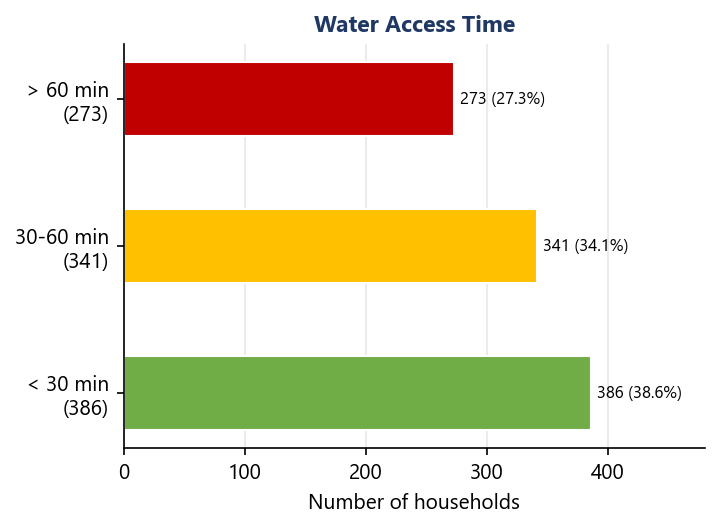 Water Access Time
> 60 min
(273)
273 (27.3%)
30-60 min
(341)
341 (34.1%)
< 30 min
(386)
386 (38.6%)
0 100 200 300 400
Number of households